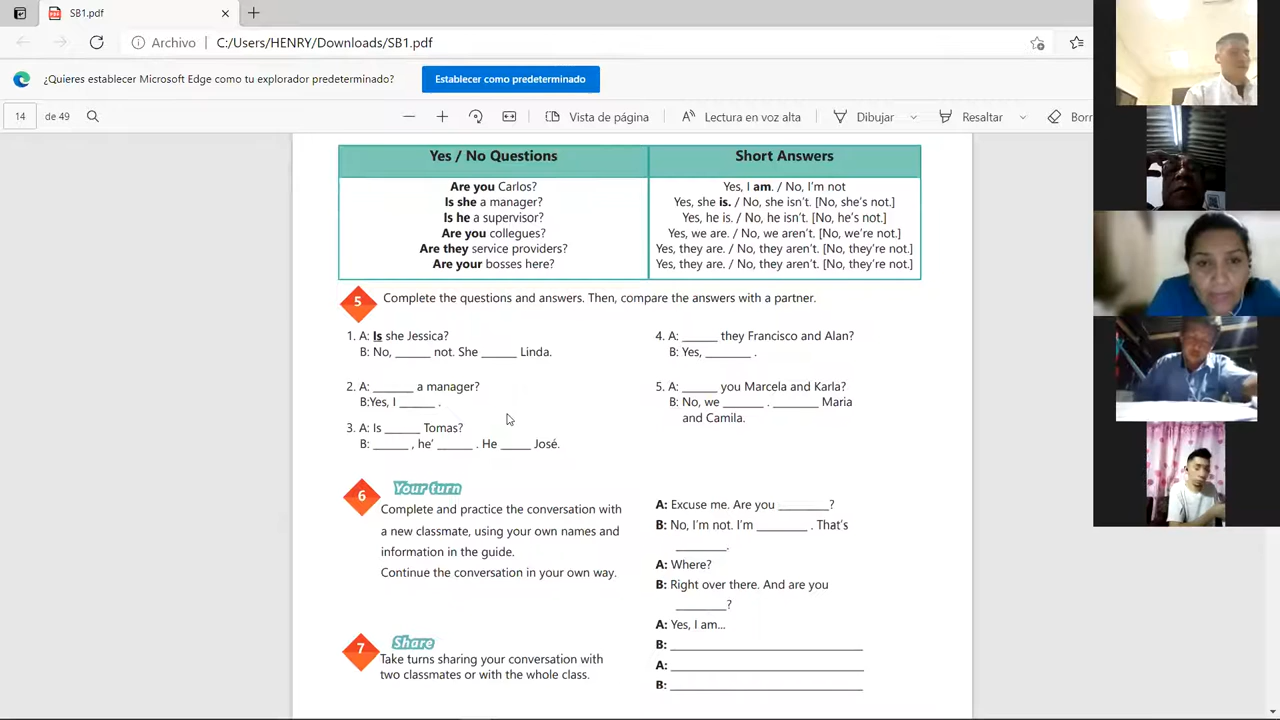 SB1.pdf
Archivo C:/Users/HENRY/Downloads/SB1.pdf
¿Quieres establecer Microsoft Edge como tu explorador predeterminado? Establecer como predeterminado
14 de 49 Vista de página Lectura en voz alta Dibujar Resaltar Borr
Yes / No Questions Short Answers
Are you Carlos? Yes, I am. / No, I'm not
Is she a manager? Yes, she is. / No, she isn't. [No, she's not.]
Is he a supervisor? Yes, he is. / No, he isn't. [No, he's not.]
Are you collegues? Yes, we are. / No, we aren't. [No, we're not.]
Are they service providers? Yes, they are. / No, they aren't. [No, they're not.]
Are your bosses here? Yes, they are. / No, they aren't. [No, they're not.]
5 Complete the questions and answers. Then, compare the answers with a partner.
1. A: Is she Jessica?
B: No, ______ not. She ______ Linda.
2. A: _______ a manager?
B:Yes, I ______ .
3. A: Is ______ Tomas?
B: ______ , he' ______ . He _____ José.
4. A: ______ they Francisco and Alan?
B: Yes, ________ .
5. A: ______ you Marcela and Karla?
B: No, we _______ . ________ Maria
and Camila.
6 Your turn
Complete and practice the conversation with
a new classmate, using your own names and
information in the guide.
Continue the conversation in your own way.
A: Excuse me. Are you _________?
B: No, I'm not. I'm _________ . That's
_________.
A: Where?
B: Right over there. And are you
_________?
A: Yes, I am...
B: __________________________________
A: __________________________________
B: __________________________________
7 Share
Take turns sharing your conversation with
two classmates or with the whole class.